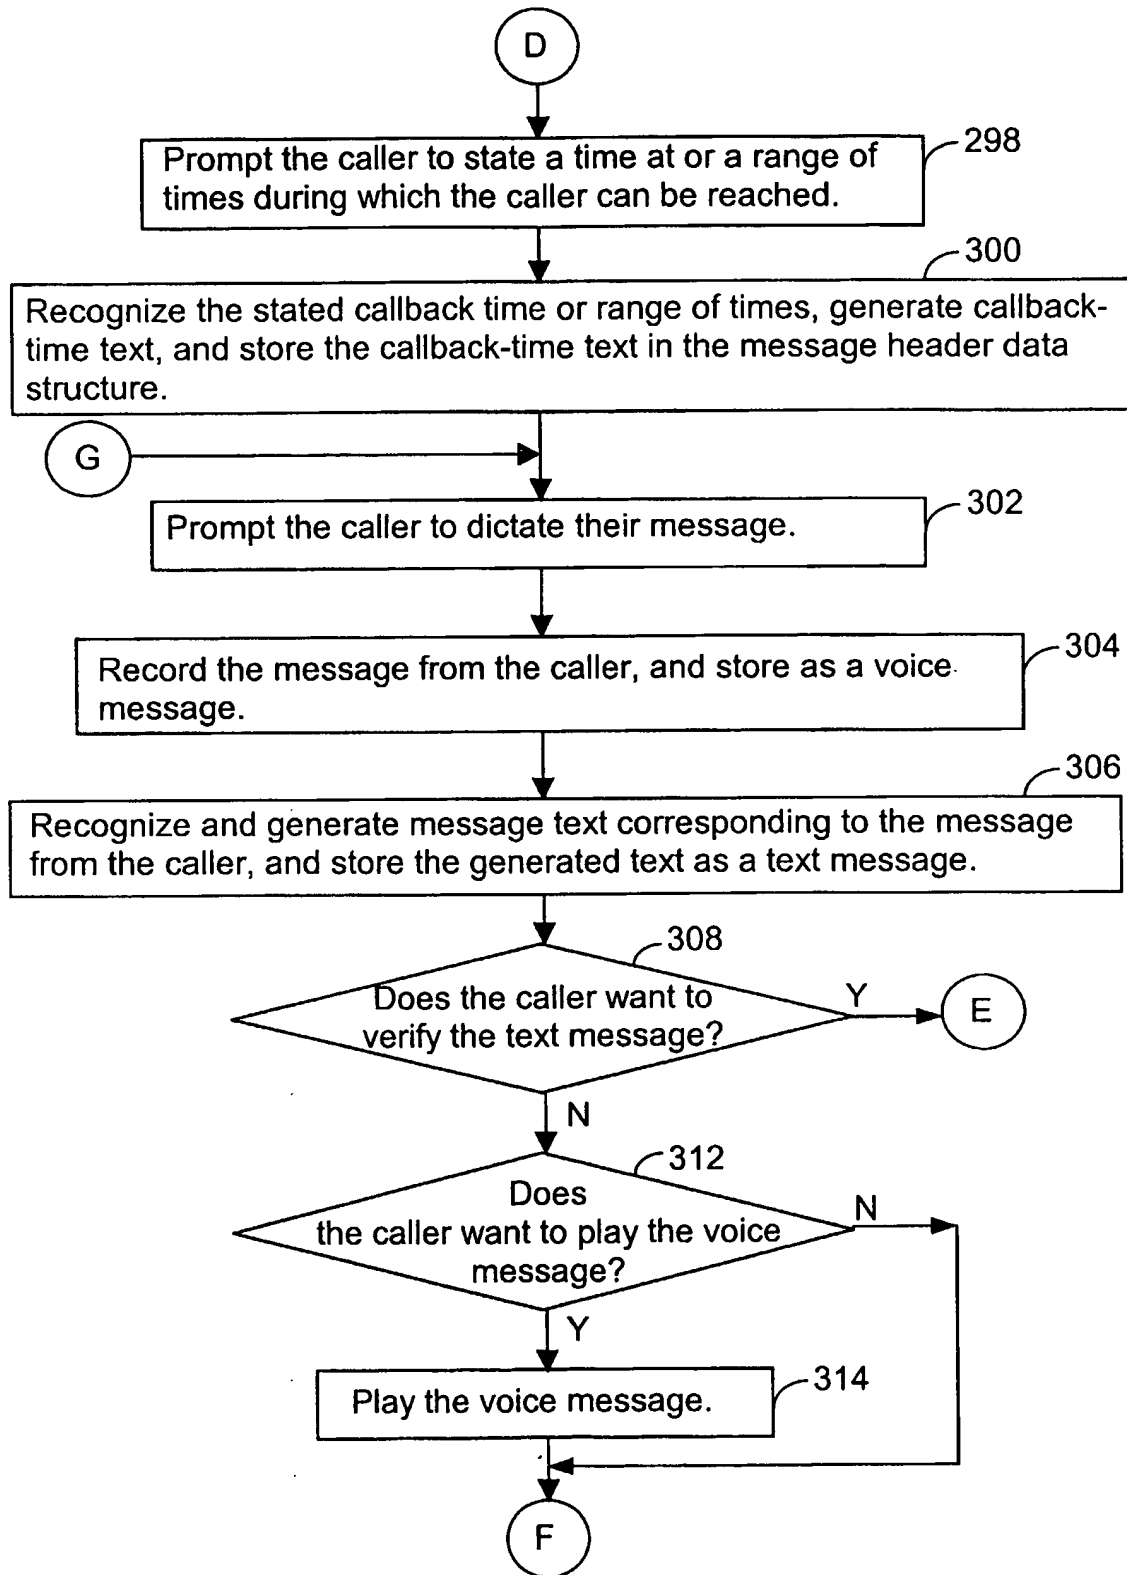 D
Prompt the caller to state a time at or a range of
times during which the caller can be reached.
298
300
Recognize the stated callback time or range of times, generate callback-
time text, and store the callback-time text in the message header data
structure.
G
302
Prompt the caller to dictate their message.
304
Record the message from the caller, and store as a voice
message.
306
Recognize and generate message text corresponding to the message
from the caller, and store the generated text as a text message.
308
Does the caller want to
verify the text message?
Y
E
N
312
Does
the caller want to play the voice
message?
N
Y
314
Play the voice message.
F